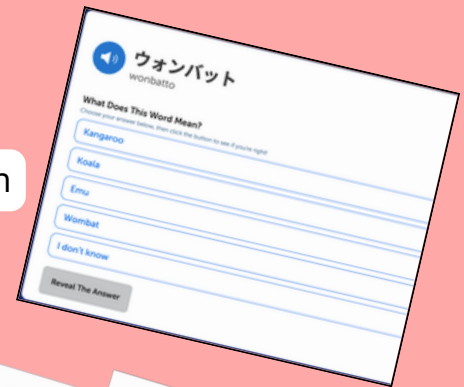 ウォンバット
wonbatto
What Does This Word Mean?
Choose your answer below, then click the button to see if you're right!
Kangaroo
n
Koala
Emu
Wombat
I don't know
Reveal The Answer